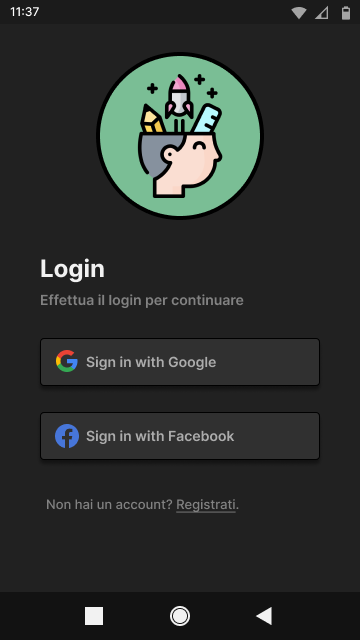 11:37
Login
Effettua il login per continuare
Sign in with Google
Sign in with Facebook
Non hai un account? Registrati.